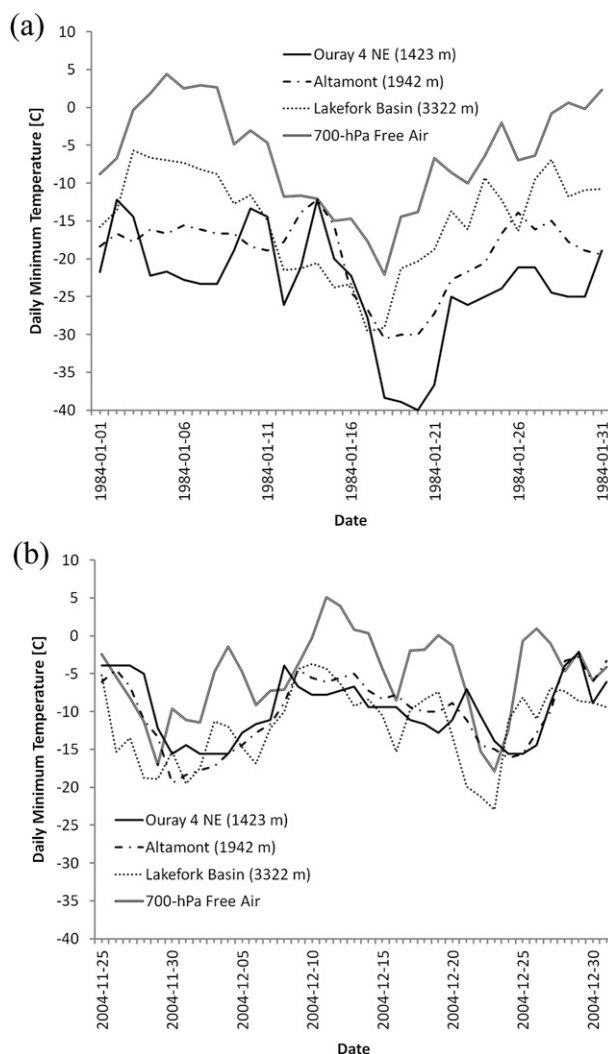 (a)
10
5
0
-5
-10
-15
-20
-25
-30
-35
-40
Daily Minimum Temperature [C]
Ouray 4 NE (1423 m)
Altamont (1942 m)
Lakefork Basin (3322 m)
700-hPa Free Air
1984-01-01
1984-01-06
1984-01-11
1984-01-16
1984-01-21
1984-01-26
1984-01-31
Date
(b)
10
5
0
-5
-10
-15
-20
-25
-30
-35
-40
Daily Minimum Temperature [C]
Ouray 4 NE (1423 m)
Altamont (1942 m)
Lakefork Basin (3322 m)
700-hPa Free Air
2004-11-25
2004-11-30
2004-12-05
2004-12-10
2004-12-15
2004-12-20
2004-12-25
2004-12-30
Date